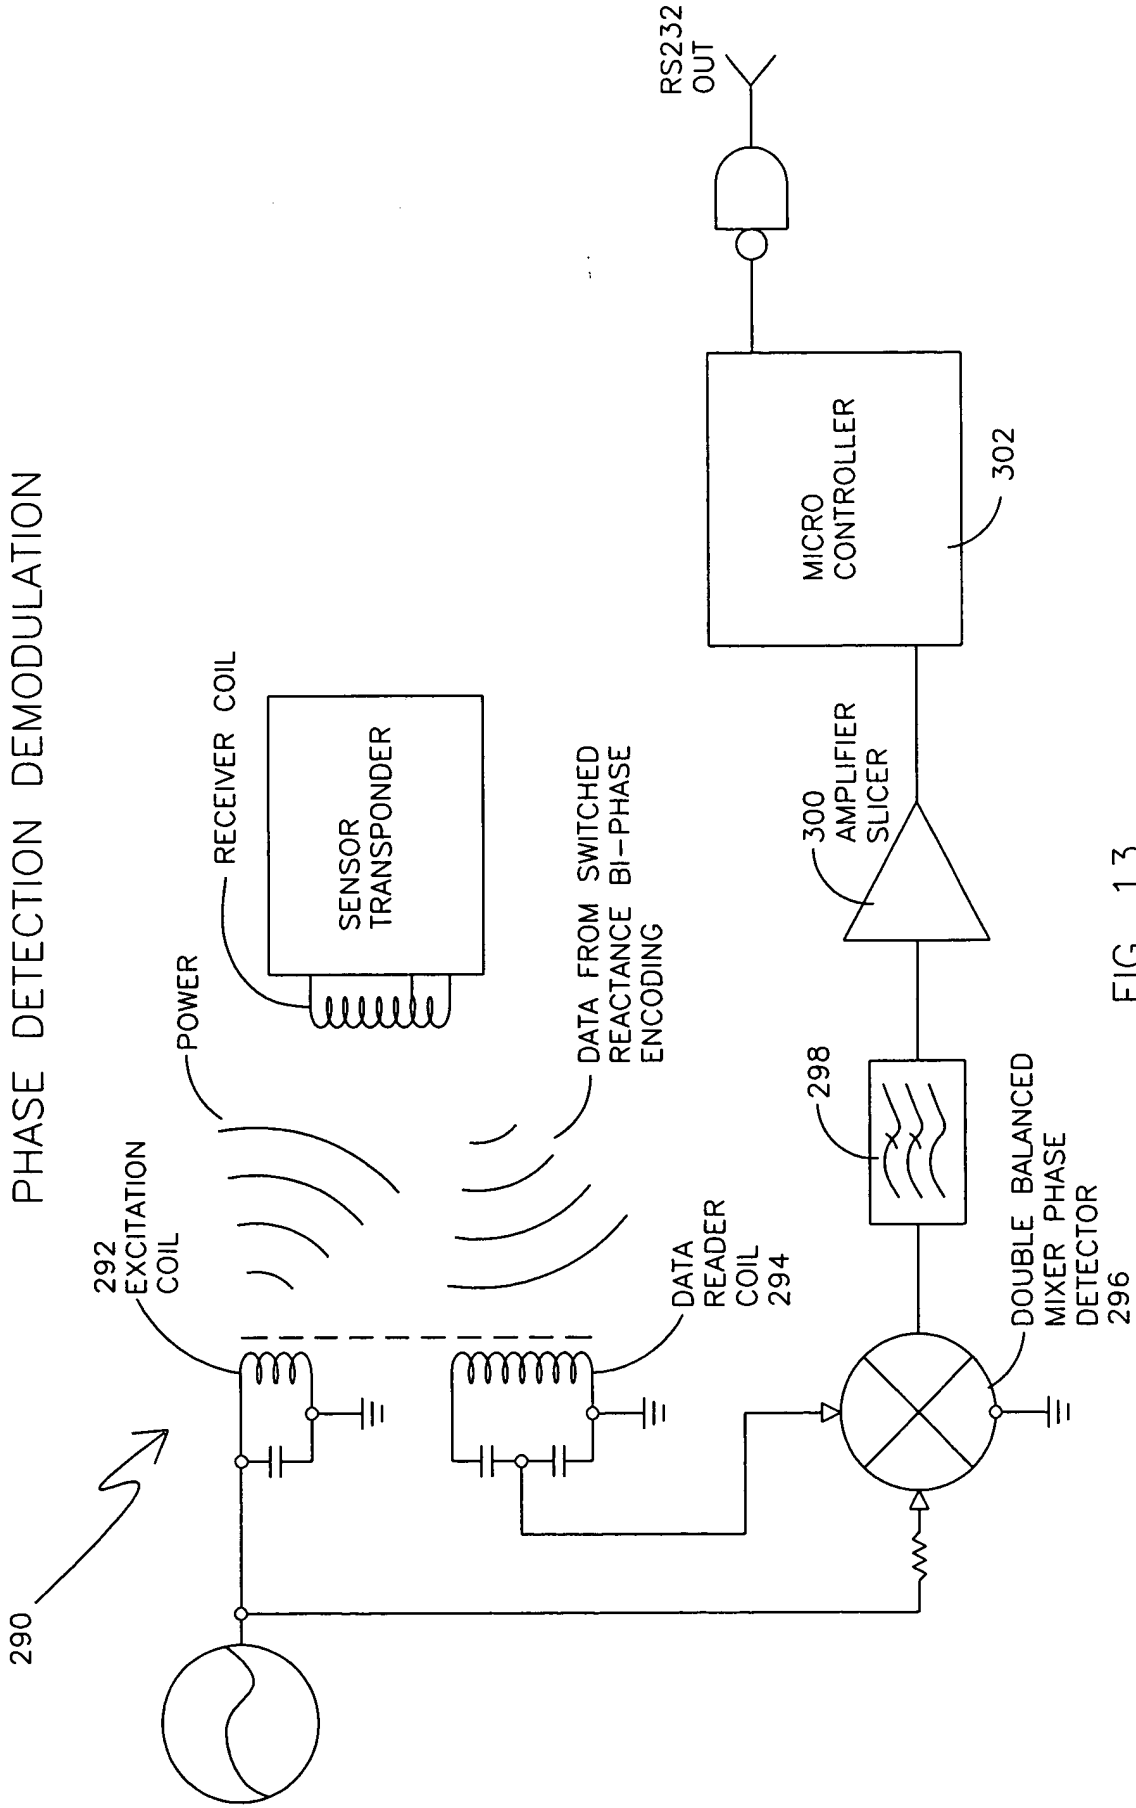 PHASE DETECTION DEMODULATION
290
292
EXCITATION
COIL
POWER
RECEIVER COIL
SENSOR
TRANSPONDER
DATA
READER
COIL
294
DATA FROM SWITCHED
REACTANCE BI-PHASE
ENCODING
RS232
OUT
298
300
AMPLIFIER
SLICER
MICRO
CONTROLLER
302
DOUBLE BALANCED
MIXER PHASE
DETECTOR
296
FIG. 13